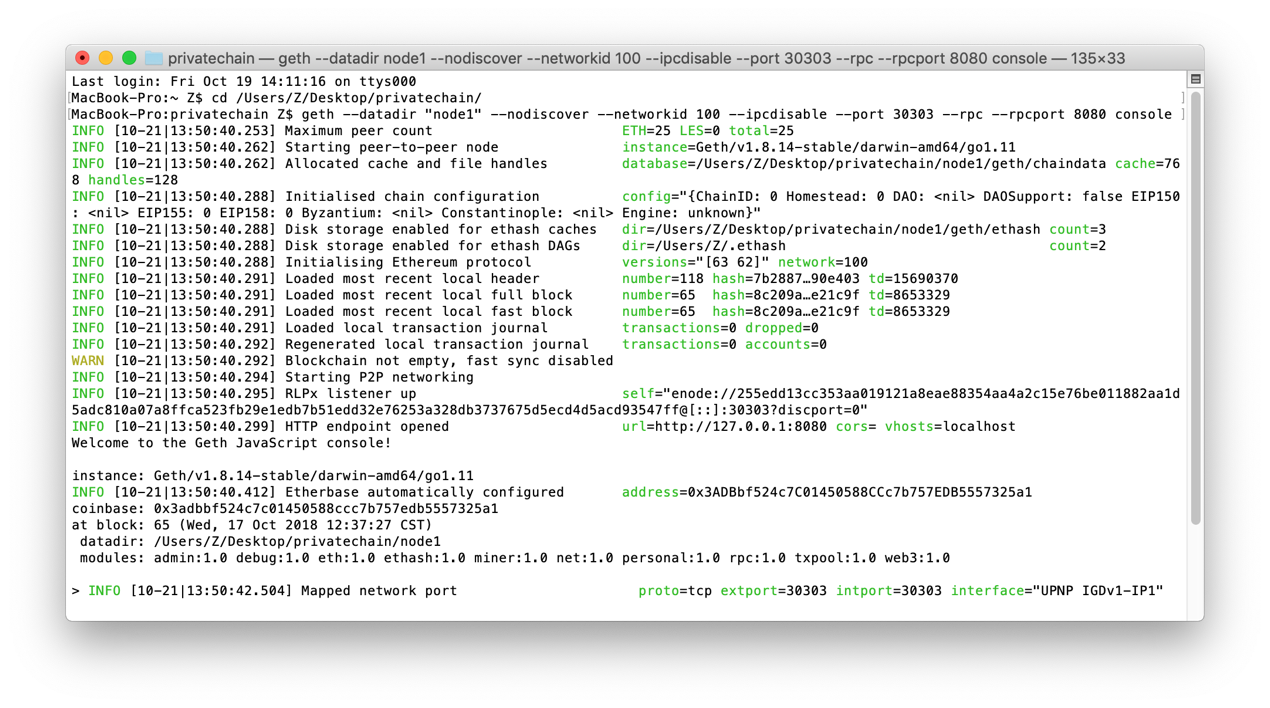 privatechain — geth --datadir node1 --nodiscover --networkid 100 --ipcdisable --port 30303 --rpc --rpcport 8080 console — 135×33
Last login: Fri Oct 19 14:11:16 on ttys000
[MacBook-Pro:~ Z$ cd /Users/Z/Desktop/privatechain/ ]
[MacBook-Pro:privatechain Z$ geth --datadir "node1" --nodiscover --networkid 100 --ipcdisable --port 30303 --rpc --rpcport 8080 console ]
INFO [10-21|13:50:40.253] Maximum peer count ETH=25 LES=0 total=25
INFO [10-21|13:50:40.262] Starting peer-to-peer node instance=Geth/v1.8.14-stable/darwin-amd64/go1.11
INFO [10-21|13:50:40.262] Allocated cache and file handles database=/Users/Z/Desktop/privatechain/node1/geth/chaindata cache=76
8 handles=128
INFO [10-21|13:50:40.288] Initialised chain configuration config="{ChainID: 0 Homestead: 0 DAO: <nil> DAOSupport: false EIP150
: <nil> EIP155: 0 EIP158: 0 Byzantium: <nil> Constantinople: <nil> Engine: unknown}"
INFO [10-21|13:50:40.288] Disk storage enabled for ethash caches dir=/Users/Z/Desktop/privatechain/node1/geth/ethash count=3
INFO [10-21|13:50:40.288] Disk storage enabled for ethash DAGs dir=/Users/Z/.ethash count=2
INFO [10-21|13:50:40.288] Initialising Ethereum protocol versions="[63 62]" network=100
INFO [10-21|13:50:40.291] Loaded most recent local header number=118 hash=7b2887…90e403 td=15690370
INFO [10-21|13:50:40.291] Loaded most recent local full block number=65 hash=8c209a…e21c9f td=8653329
INFO [10-21|13:50:40.291] Loaded most recent local fast block number=65 hash=8c209a…e21c9f td=8653329
INFO [10-21|13:50:40.291] Loaded local transaction journal transactions=0 dropped=0
INFO [10-21|13:50:40.292] Regenerated local transaction journal transactions=0 accounts=0
WARN [10-21|13:50:40.292] Blockchain not empty, fast sync disabled
INFO [10-21|13:50:40.294] Starting P2P networking
INFO [10-21|13:50:40.295] RLPx listener up self="enode://255edd13cc353aa019121a8eae88354aa4a2c15e76be011882aa1d
5adc810a07a8ffca523fb29e1edb7b51edd32e76253a328db3737675d5ecd4d5acd93547ff@[::]:30303?discport=0"
INFO [10-21|13:50:40.299] HTTP endpoint opened url=http://127.0.0.1:8080 cors= vhosts=localhost
Welcome to the Geth JavaScript console!
instance: Geth/v1.8.14-stable/darwin-amd64/go1.11
INFO [10-21|13:50:40.412] Etherbase automatically configured address=0x3ADBbf524c7C01450588CCc7b757EDB5557325a1
coinbase: 0x3adbbf524c7c01450588ccc7b757edb5557325a1
at block: 65 (Wed, 17 Oct 2018 12:37:27 CST)
datadir: /Users/Z/Desktop/privatechain/node1
modules: admin:1.0 debug:1.0 eth:1.0 ethash:1.0 miner:1.0 net:1.0 personal:1.0 rpc:1.0 txpool:1.0 web3:1.0
> INFO [10-21|13:50:42.504] Mapped network port proto=tcp extport=30303 intport=30303 interface="UPNP IGDv1-IP1"